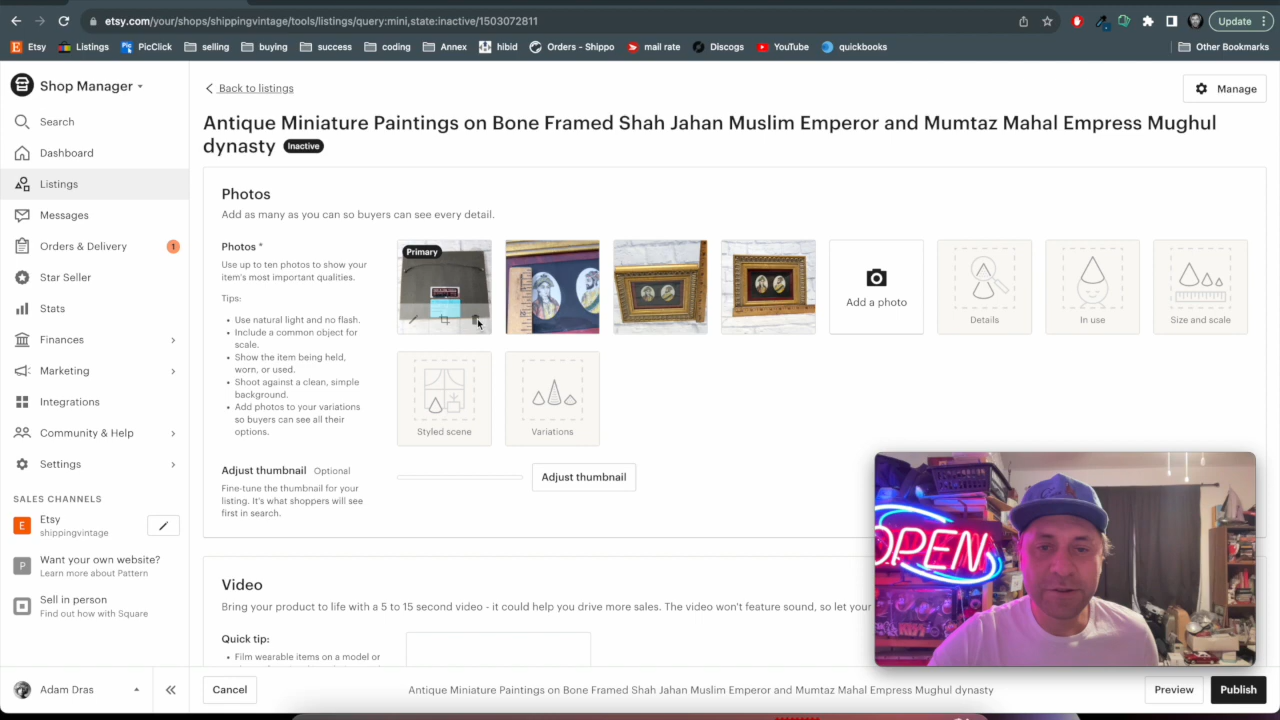 etsy.com/your/shops/shippingvintage/tools/listings/query:mini,state:inactive/1503072811
Update
Etsy
Listings
PicClick
selling
buying
success
coding
Annex
hibid
Orders - Shippo
mail rate
Discogs
YouTube
quickbooks
Other Bookmarks
Shop Manager
Search
Dashboard
Listings
Messages
Orders & Delivery
1
Star Seller
Stats
Finances
Marketing
Integrations
Community & Help
Settings
SALES CHANNELS
E
Etsy
shippingvintage
P
Want your own website?
Learn more about Pattern
Sell in person
Find out how with Square
Adam Dras
Back to listings
Manage
Antique Miniature Paintings on Bone Framed Shah Jahan Muslim Emperor and Mumtaz Mahal Empress Mughul
dynasty Inactive
Photos
Add as many as you can so buyers can see every detail.
Photos *
Use up to ten photos to show your
item's most important qualities.
Tips:
• Use natural light and no flash.
• Include a common object for
scale.
• Show the item being held,
worn, or used.
• Shoot against a clean, simple
background.
• Add photos to your variations
so buyers can see all their
options.
Primary
Add a photo
Details
In use
Size and scale
Styled scene
Variations
Adjust thumbnail Optional
Fine-tune the thumbnail for your
listing. It's what shoppers will see
first in search.
Adjust thumbnail
Video
Bring your product to life with a 5 to 15 second video - it could help you drive more sales. The video won't feature sound, so let your
Quick tip:
• Film wearable items on a model or
OPEN
KISS
Cancel
Antique Miniature Paintings on Bone Framed Shah Jahan Muslim Emperor and Mumtaz Mahal Empress Mughul dynasty
Preview
Publish